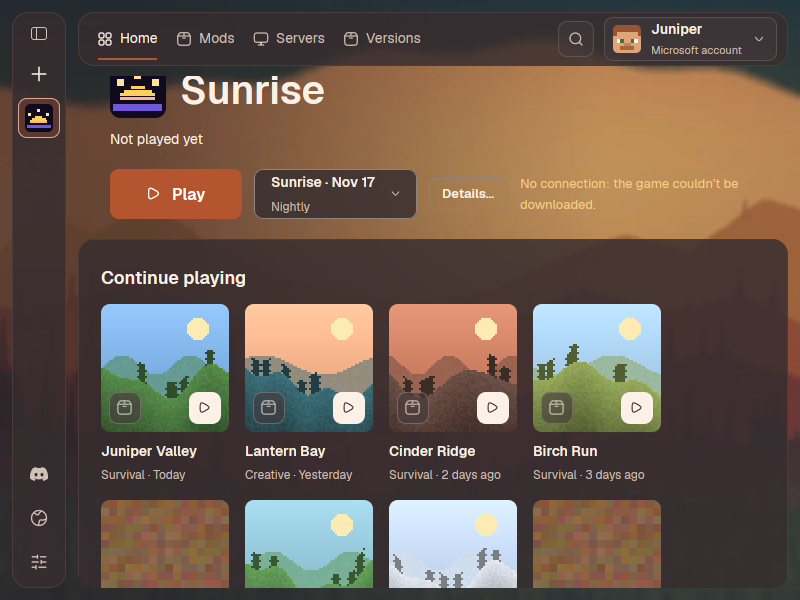 Home
Mods
Servers
Versions
Juniper
Microsoft account
Sunrise
Not played yet
Play
Sunrise · Nov 17
Nightly
Details...
No connection: the game couldn't be
downloaded.
Continue playing
Juniper Valley
Survival · Today
Lantern Bay
Creative · Yesterday
Cinder Ridge
Survival · 2 days ago
Birch Run
Survival · 3 days ago